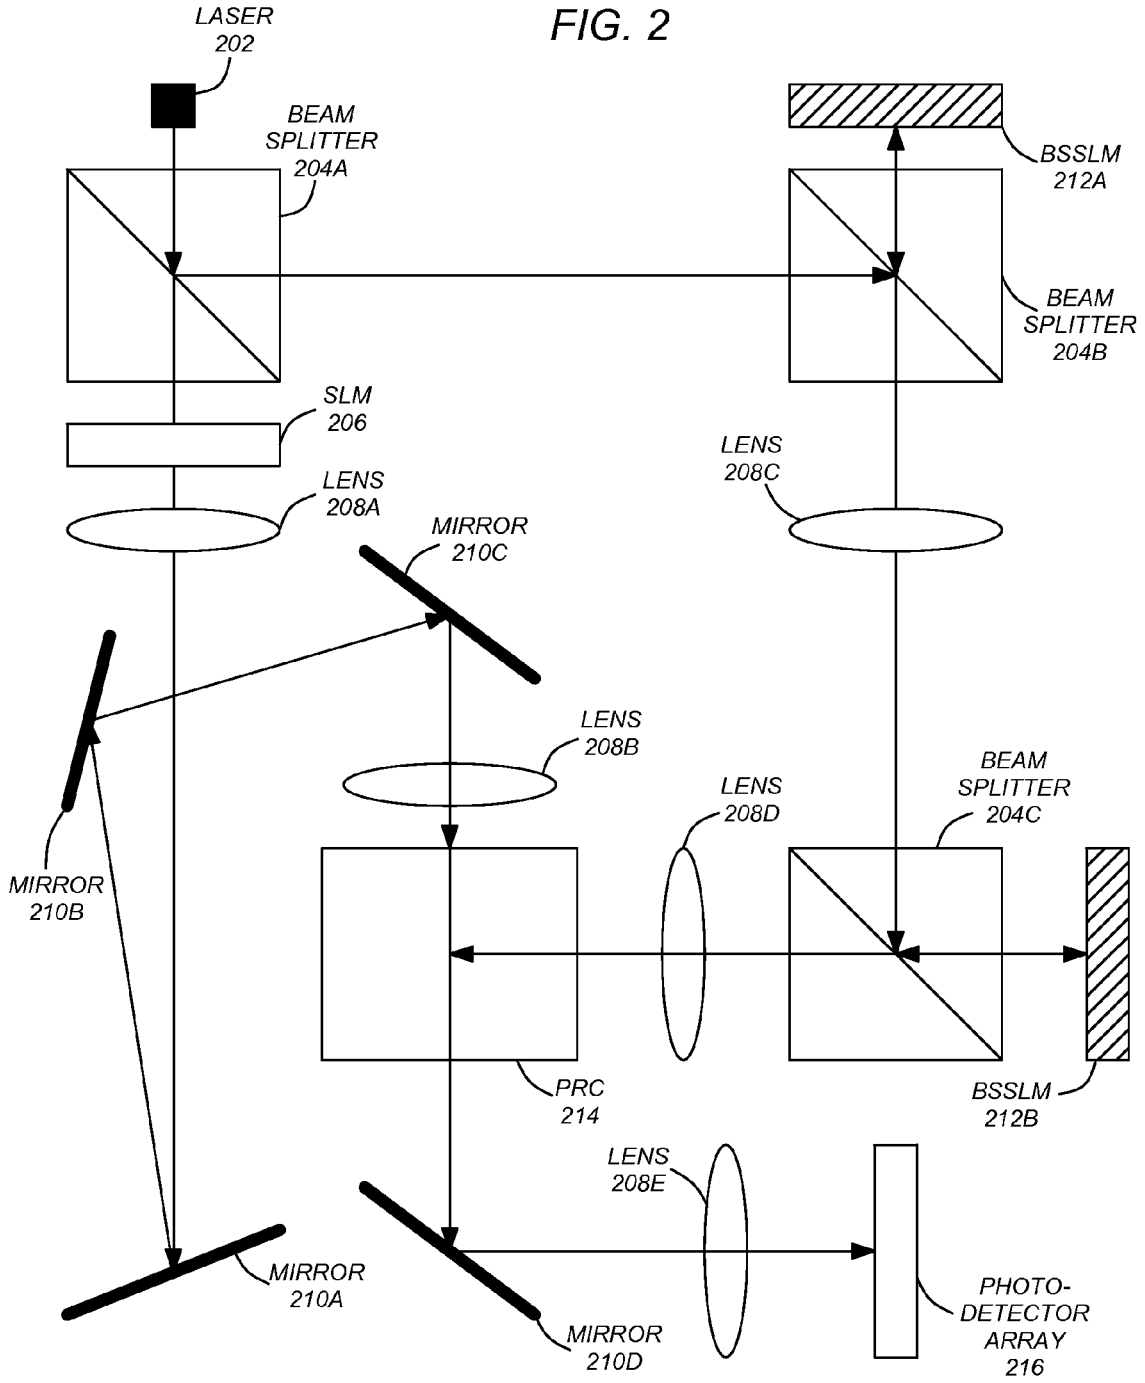 FIG. 2
LASER
202
BEAM
SPLITTER
204A
BSSLM
212A
BEAM
SPLITTER
204B
SLM
206
LENS
208A
LENS
208C
MIRROR
210C
LENS
208B
BEAM
SPLITTER
204C
LENS
208D
MIRROR
210B
PRC
214
BSSLM
212B
LENS
208E
MIRROR
210A
PHOTO-
DETECTOR
ARRAY
216
MIRROR
210D